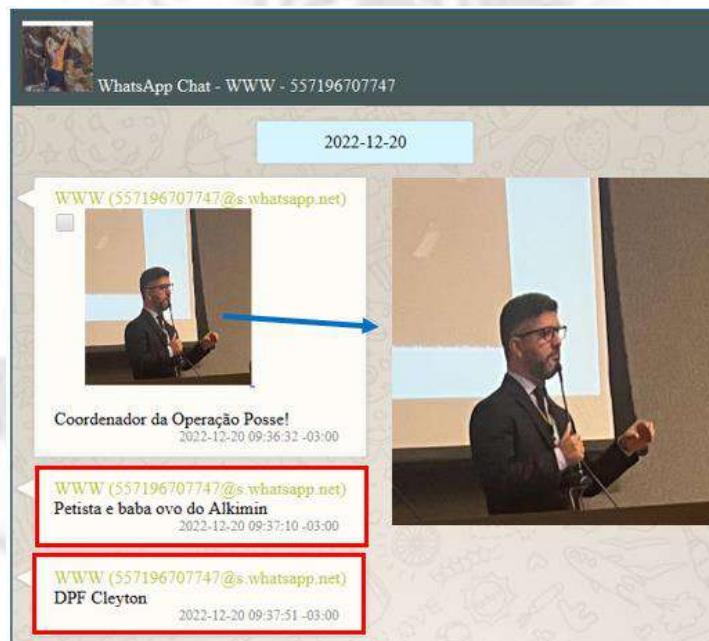 WhatsApp Chat - WWW - 557196707747
2022-12-20
WWW (557196707747@s.whatsapp.net)
Coordenador da Operação Posse!
2022-12-20 09:36:32 -03:00
WWW (557196707747@s.whatsapp.net)
Petista e baba ovo do Alkimin
2022-12-20 09:37:10 -03:00
WWW (557196707747@s.whatsapp.net)
DPF Cleyton
2022-12-20 09:37:51 -03:00